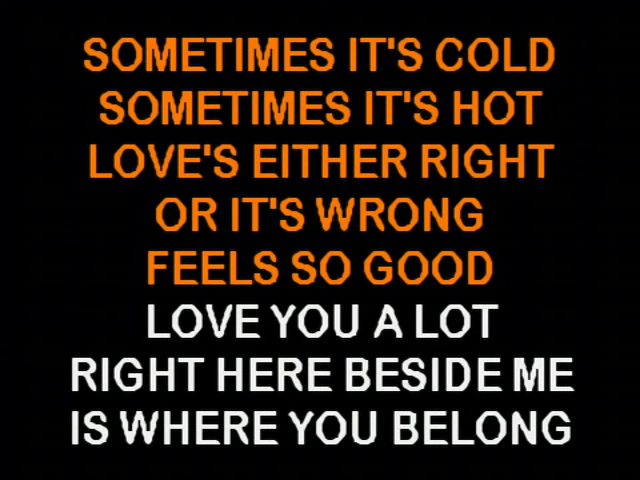 SOMETIMES IT'S COLD
SOMETIMES IT'S HOT
LOVE'S EITHER RIGHT
OR IT'S WRONG
FEELS SO GOOD
LOVE YOU A LOT
RIGHT HERE BESIDE ME
IS WHERE YOU BELONG